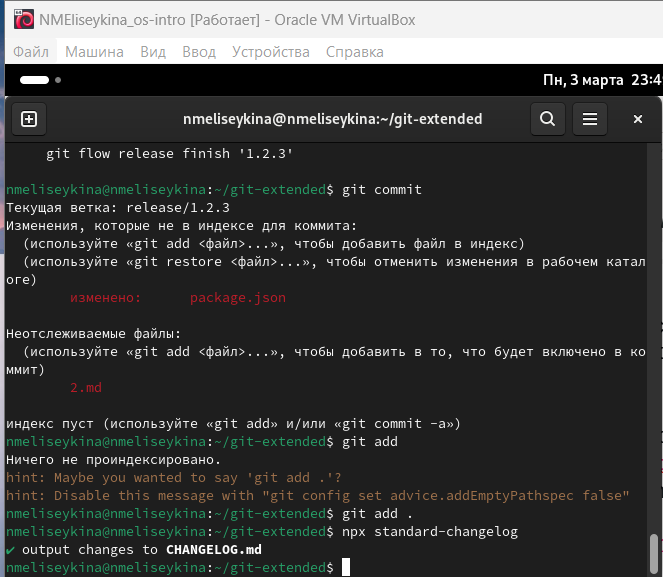 NMEliseykina_os-intro [Работает] - Oracle VM VirtualBox
Файл Машина Вид Ввод Устройства Справка
Пн, 3 марта 23:4
nmeliseykina@nmeliseykina:~/git-extended
git flow release finish '1.2.3'
nmeliseykina@nmeliseykina:~/git-extended$ git commit
Текущая ветка: release/1.2.3
Изменения, которые не в индексе для коммита:
(используйте «git add <файл>...», чтобы добавить файл в индекс)
(используйте «git restore <файл>...», чтобы отменить изменения в рабочем катал
оге)
изменено: package.json
Неотслеживаемые файлы:
(используйте «git add <файл>...», чтобы добавить в то, что будет включено в ко
ммит)
2.md
индекс пуст (используйте «git add» и/или «git commit -a»)
nmeliseykina@nmeliseykina:~/git-extended$ git add
Ничего не проиндексировано.
hint: Maybe you wanted to say 'git add .'?
hint: Disable this message with "git config set advice.addEmptyPathspec false"
nmeliseykina@nmeliseykina:~/git-extended$ git add .
nmeliseykina@nmeliseykina:~/git-extended$ npx standard-changelog
✔ output changes to CHANGELOG.md
nmeliseykina@nmeliseykina:~/git-extended$